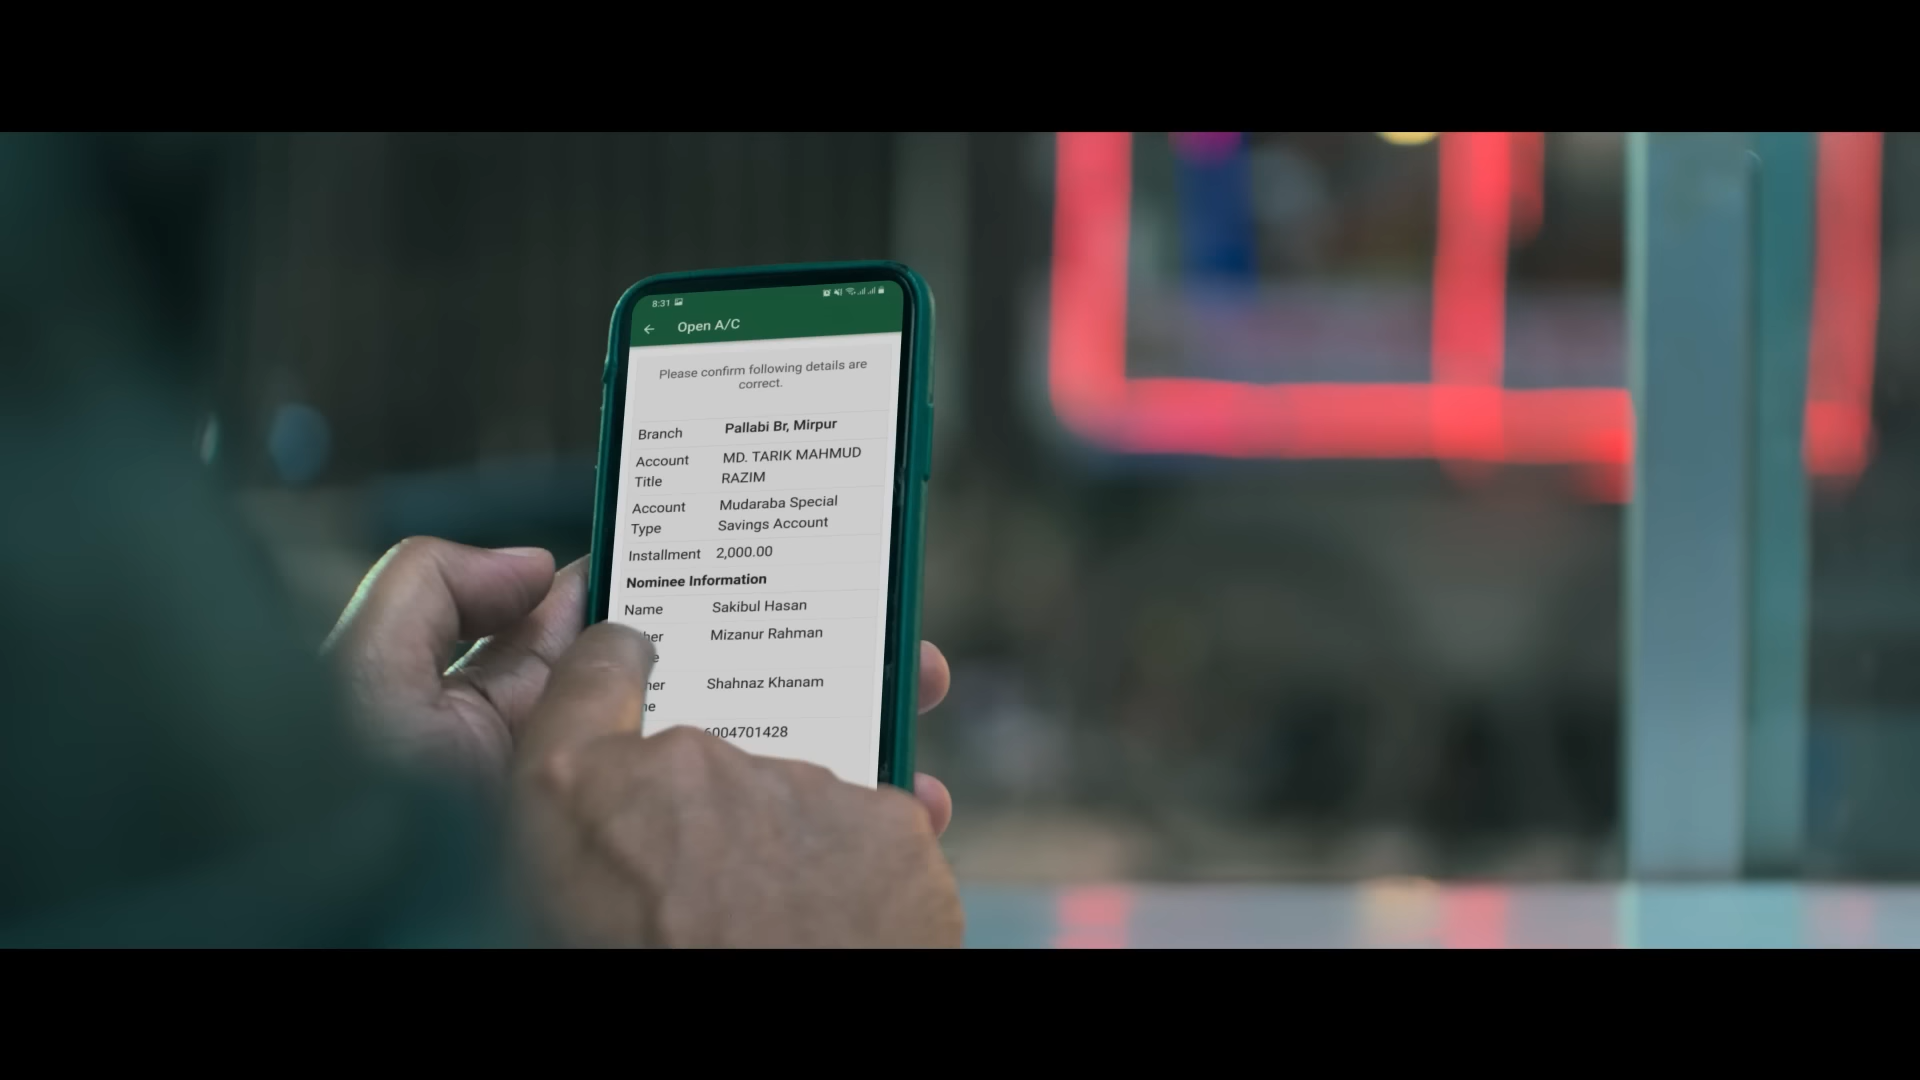 8:31
Open A/C
Please confirm following details are
correct.
Branch Pallabi Br, Mirpur
Account MD. TARIK MAHMUD
Title RAZIM
Account Mudaraba Special
Type Savings Account
Installment 2,000.00
Nominee Information
Name Sakibul Hasan
Mizanur Rahman
Shahnaz Khanam
6004701428